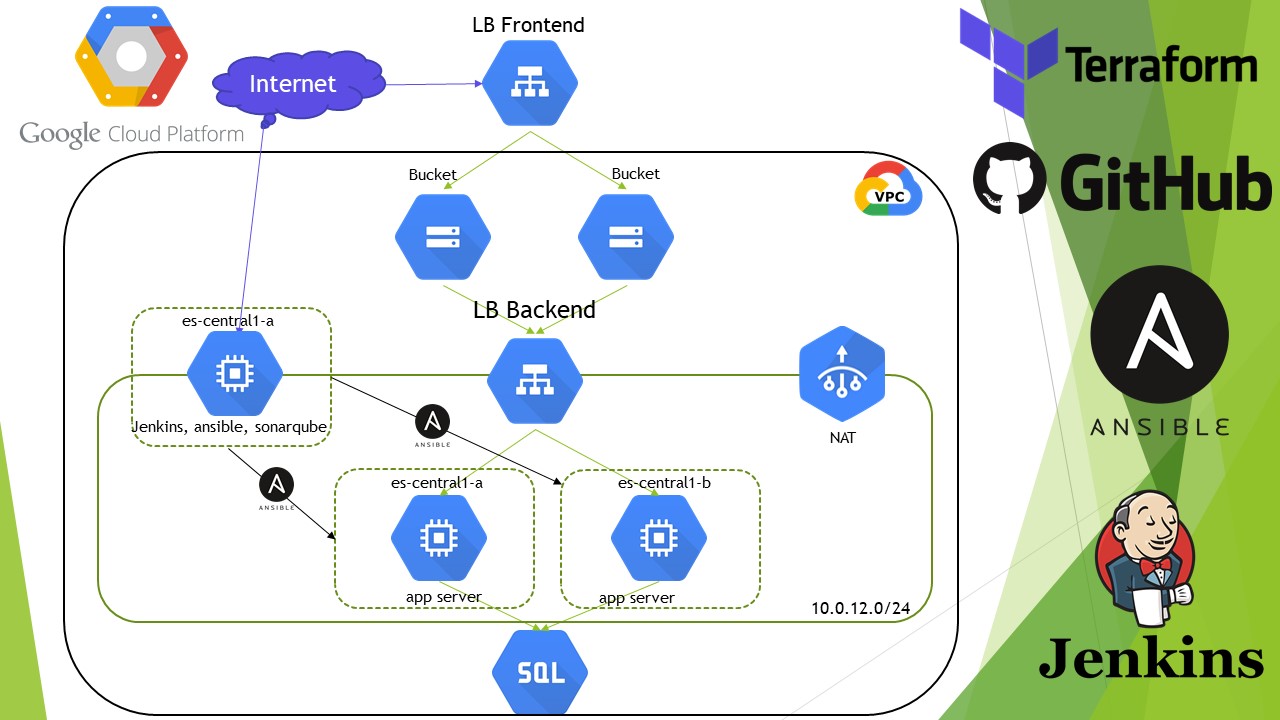 LB Frontend
Internet
Google Cloud Platform
Terraform
GitHub
Bucket
Bucket
VPC
LB Backend
es-central1-a
Jenkins, ansible, sonarqube
ANSIBLE
ANSIBLE
NAT
ANSIBLE
es-central1-a
es-central1-b
app server
app server
10.0.12.0/24
SQL
Jenkins